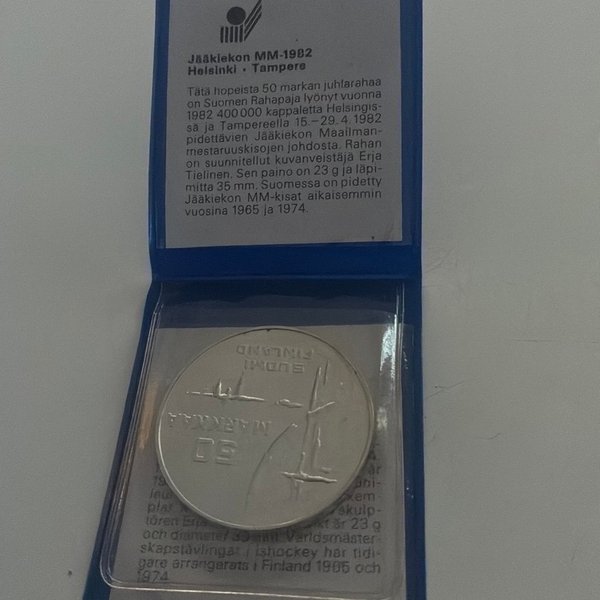 Jääkiekon MM-1982
Helsinki • Tampere
Tätä hopeista 50 markan juhlarahaa
on Suomen Rahapaja lyönyt vuonna
1982 400 000 kappaletta Helsingis-
sä ja Tampereella 15.–29.4.1982
pidettävien Jääkiekon Maailman-
mestaruuskisojen johdosta. Rahan
on suunnitellut kuvanveistäjä Erja
Tielinen. Sen paino on 23 g ja läpi-
mitta 35 mm. Suomessa on pidetty
Jääkiekon MM-kisat aikaisemmin
vuosina 1965 ja 1974.
SUOMI
FINLAND
50
MARKKAA
är
kulp-
tören Erja är 23 g
och diameter 35 mm. Världsmäster-
skapstävlingar i ishockey har tidi-
gare arrangerats i Finland 1965 och
1974.